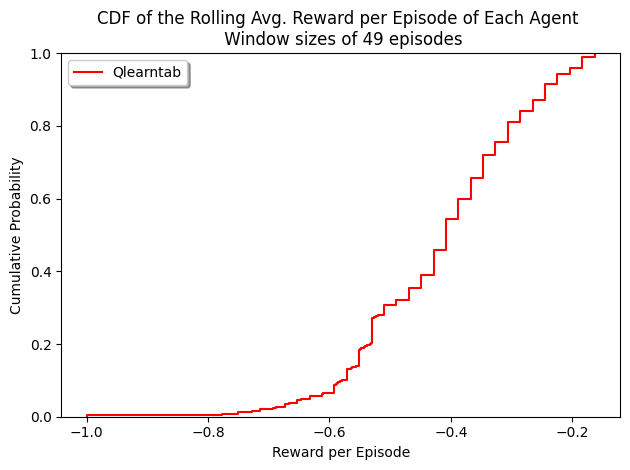 CDF of the Rolling Avg. Reward per Episode of Each Agent
Window sizes of 49 episodes
Qlearntab
1.0
0.8
0.6
0.4
0.2
0.0
Cumulative Probability
−1.0
−0.8
−0.6
−0.4
−0.2
Reward per Episode